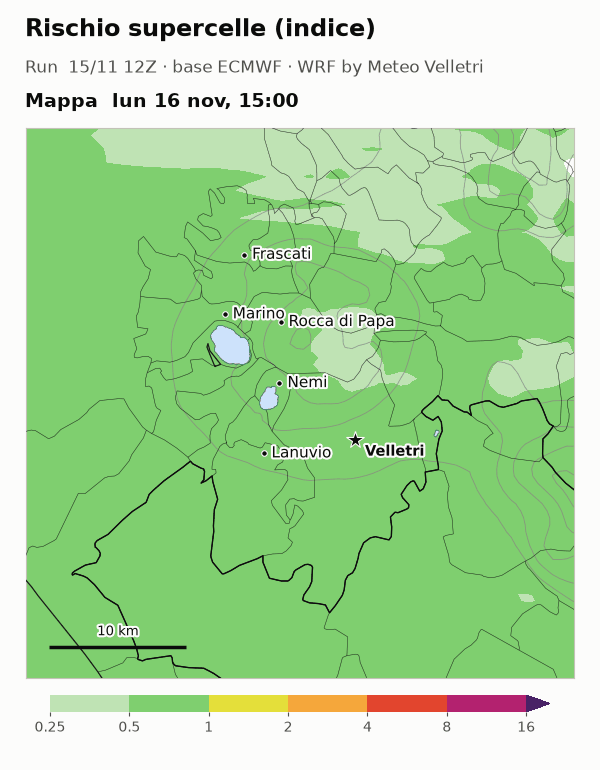 Rischio supercelle (indice)
Run  15/11 12Z · base ECMWF · WRF by Meteo Velletri
Mappa  lun 16 nov, 15:00
Frascati
Marino
Rocca di Papa
Nemi
Velletri
Lanuvio
10 km
0.25 0.5 1 2 4 8 16